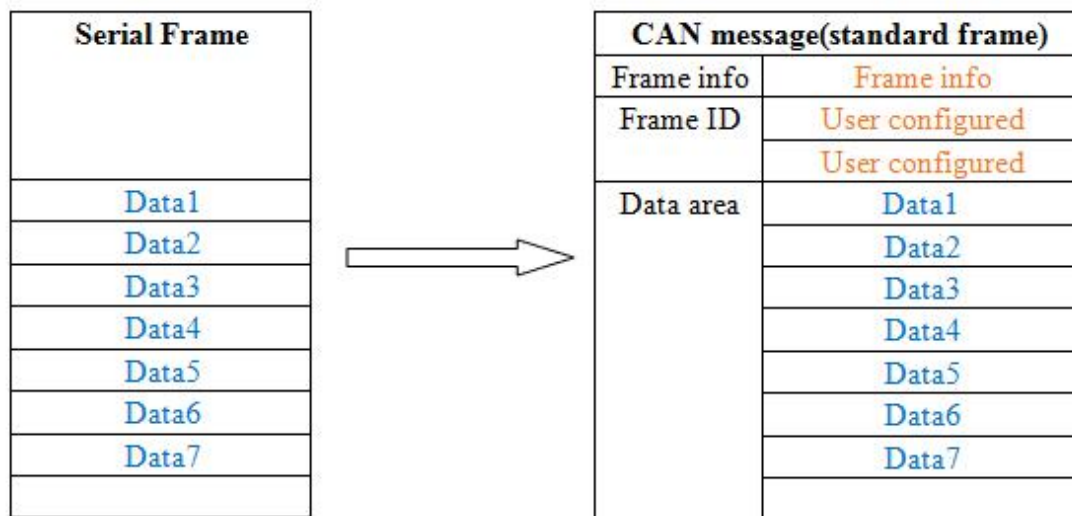 Serial Frame
Data1
Data2
Data3
Data4
Data5
Data6
Data7
CAN message(standard frame)
Frame info Frame info
Frame ID User configured
User configured
Data area Data1
Data2
Data3
Data4
Data5
Data6
Data7